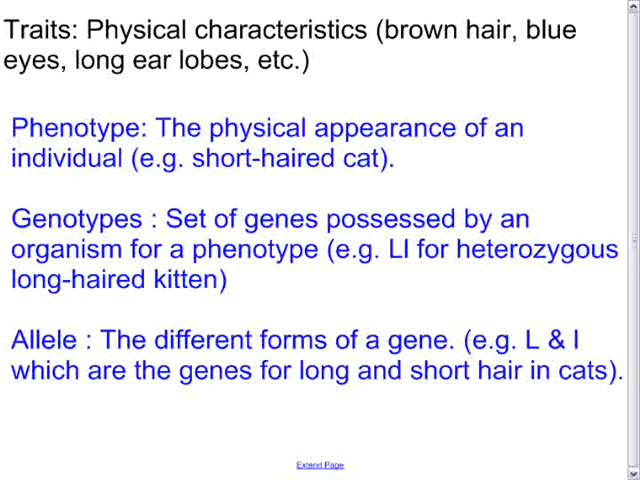 Traits: Physical characteristics (brown hair, blue
eyes, long ear lobes, etc.)
Phenotype: The physical appearance of an
individual (e.g. short-haired cat).
Genotypes : Set of genes possessed by an
organism for a phenotype (e.g. Ll for heterozygous
long-haired kitten)
Allele : The different forms of a gene. (e.g. L & l
which are the genes for long and short hair in cats).
Extend Page